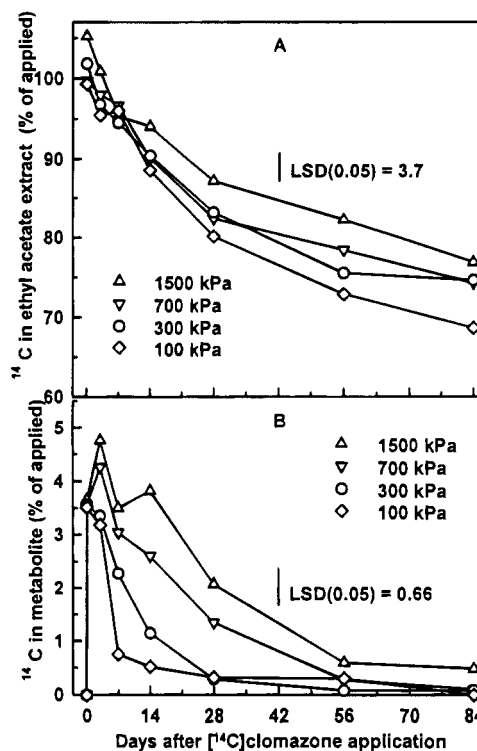 A
¹⁴ C in ethyl acetate extract (% of applied)
100
90
80
70
60
LSD(0.05) = 3.7
1500 kPa
700 kPa
300 kPa
100 kPa
B
¹⁴ C in metabolite (% of applied)
5
4
3
2
1
0
1500 kPa
700 kPa
300 kPa
100 kPa
LSD(0.05) = 0.66
0 14 28 42 56 70 84
Days after [¹⁴C]clomazone application